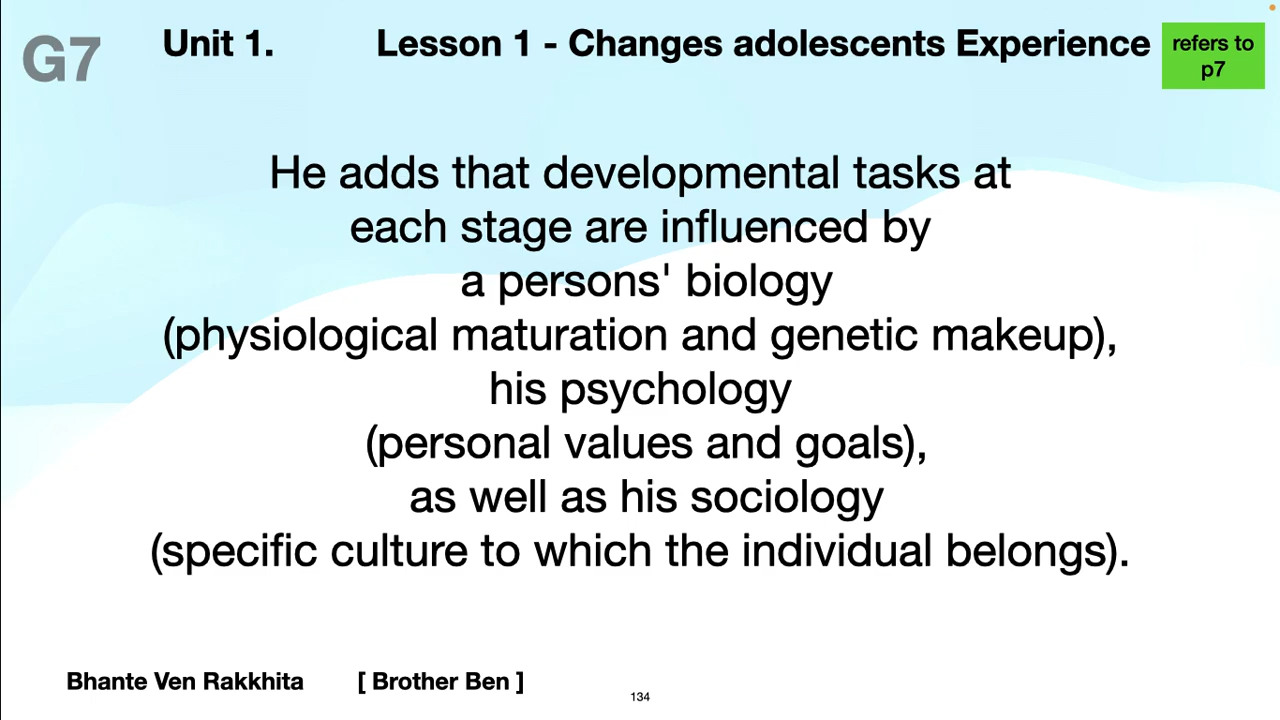 G7
Unit 1. Lesson 1 - Changes adolescents Experience
refers to
p7
He adds that developmental tasks at
each stage are influenced by
a persons' biology
(physiological maturation and genetic makeup),
his psychology
(personal values and goals),
as well as his sociology
(specific culture to which the individual belongs).
Bhante Ven Rakkhita [ Brother Ben ]
134